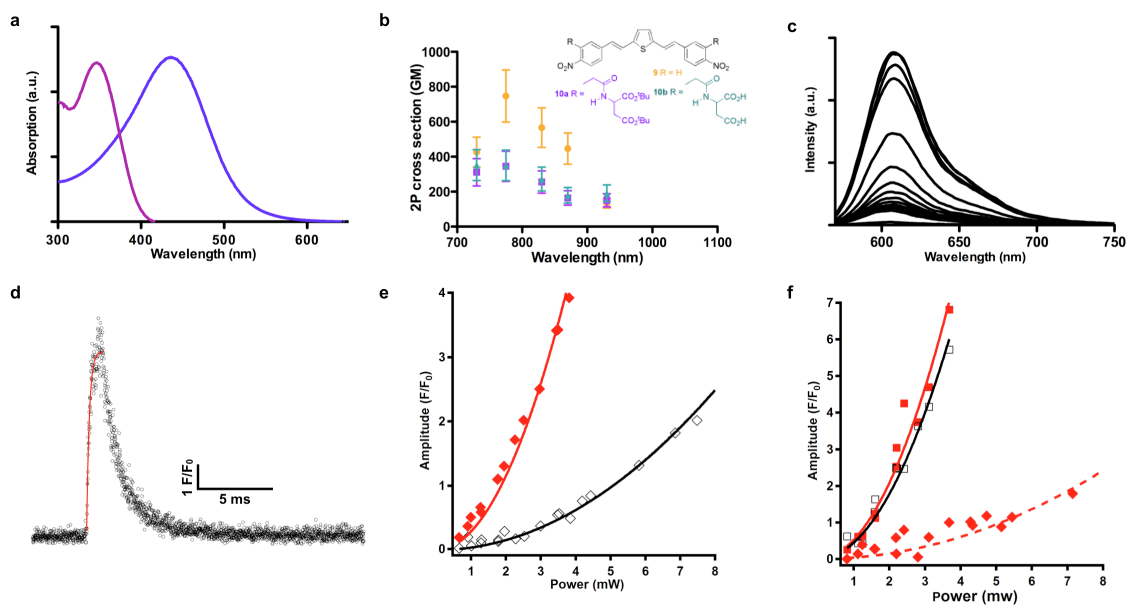 a
Absorption (a.u.)
300
400
500
600
Wavelength (nm)
b
2P cross section (GM)
1000
800
600
400
200
0
700
800
900
1000
1100
Wavelength (nm)
R
R
S
O₂N
NO₂
9 R = H
10a R =
O
N
H
CO₂ᵗBu
CO₂ᵗBu
10b R =
O
N
H
CO₂H
CO₂H
c
Intensity (a.u.)
600
650
700
750
Wavelength (nm)
d
1 F/F₀
5 ms
e
Amplitude (F/F₀)
4
3
2
1
0
1
2
3
4
5
6
7
8
Power (mW)
f
Amplitude (F/F₀)
7
6
5
4
3
2
1
0
1
2
3
4
5
6
7
8
Power (mw)